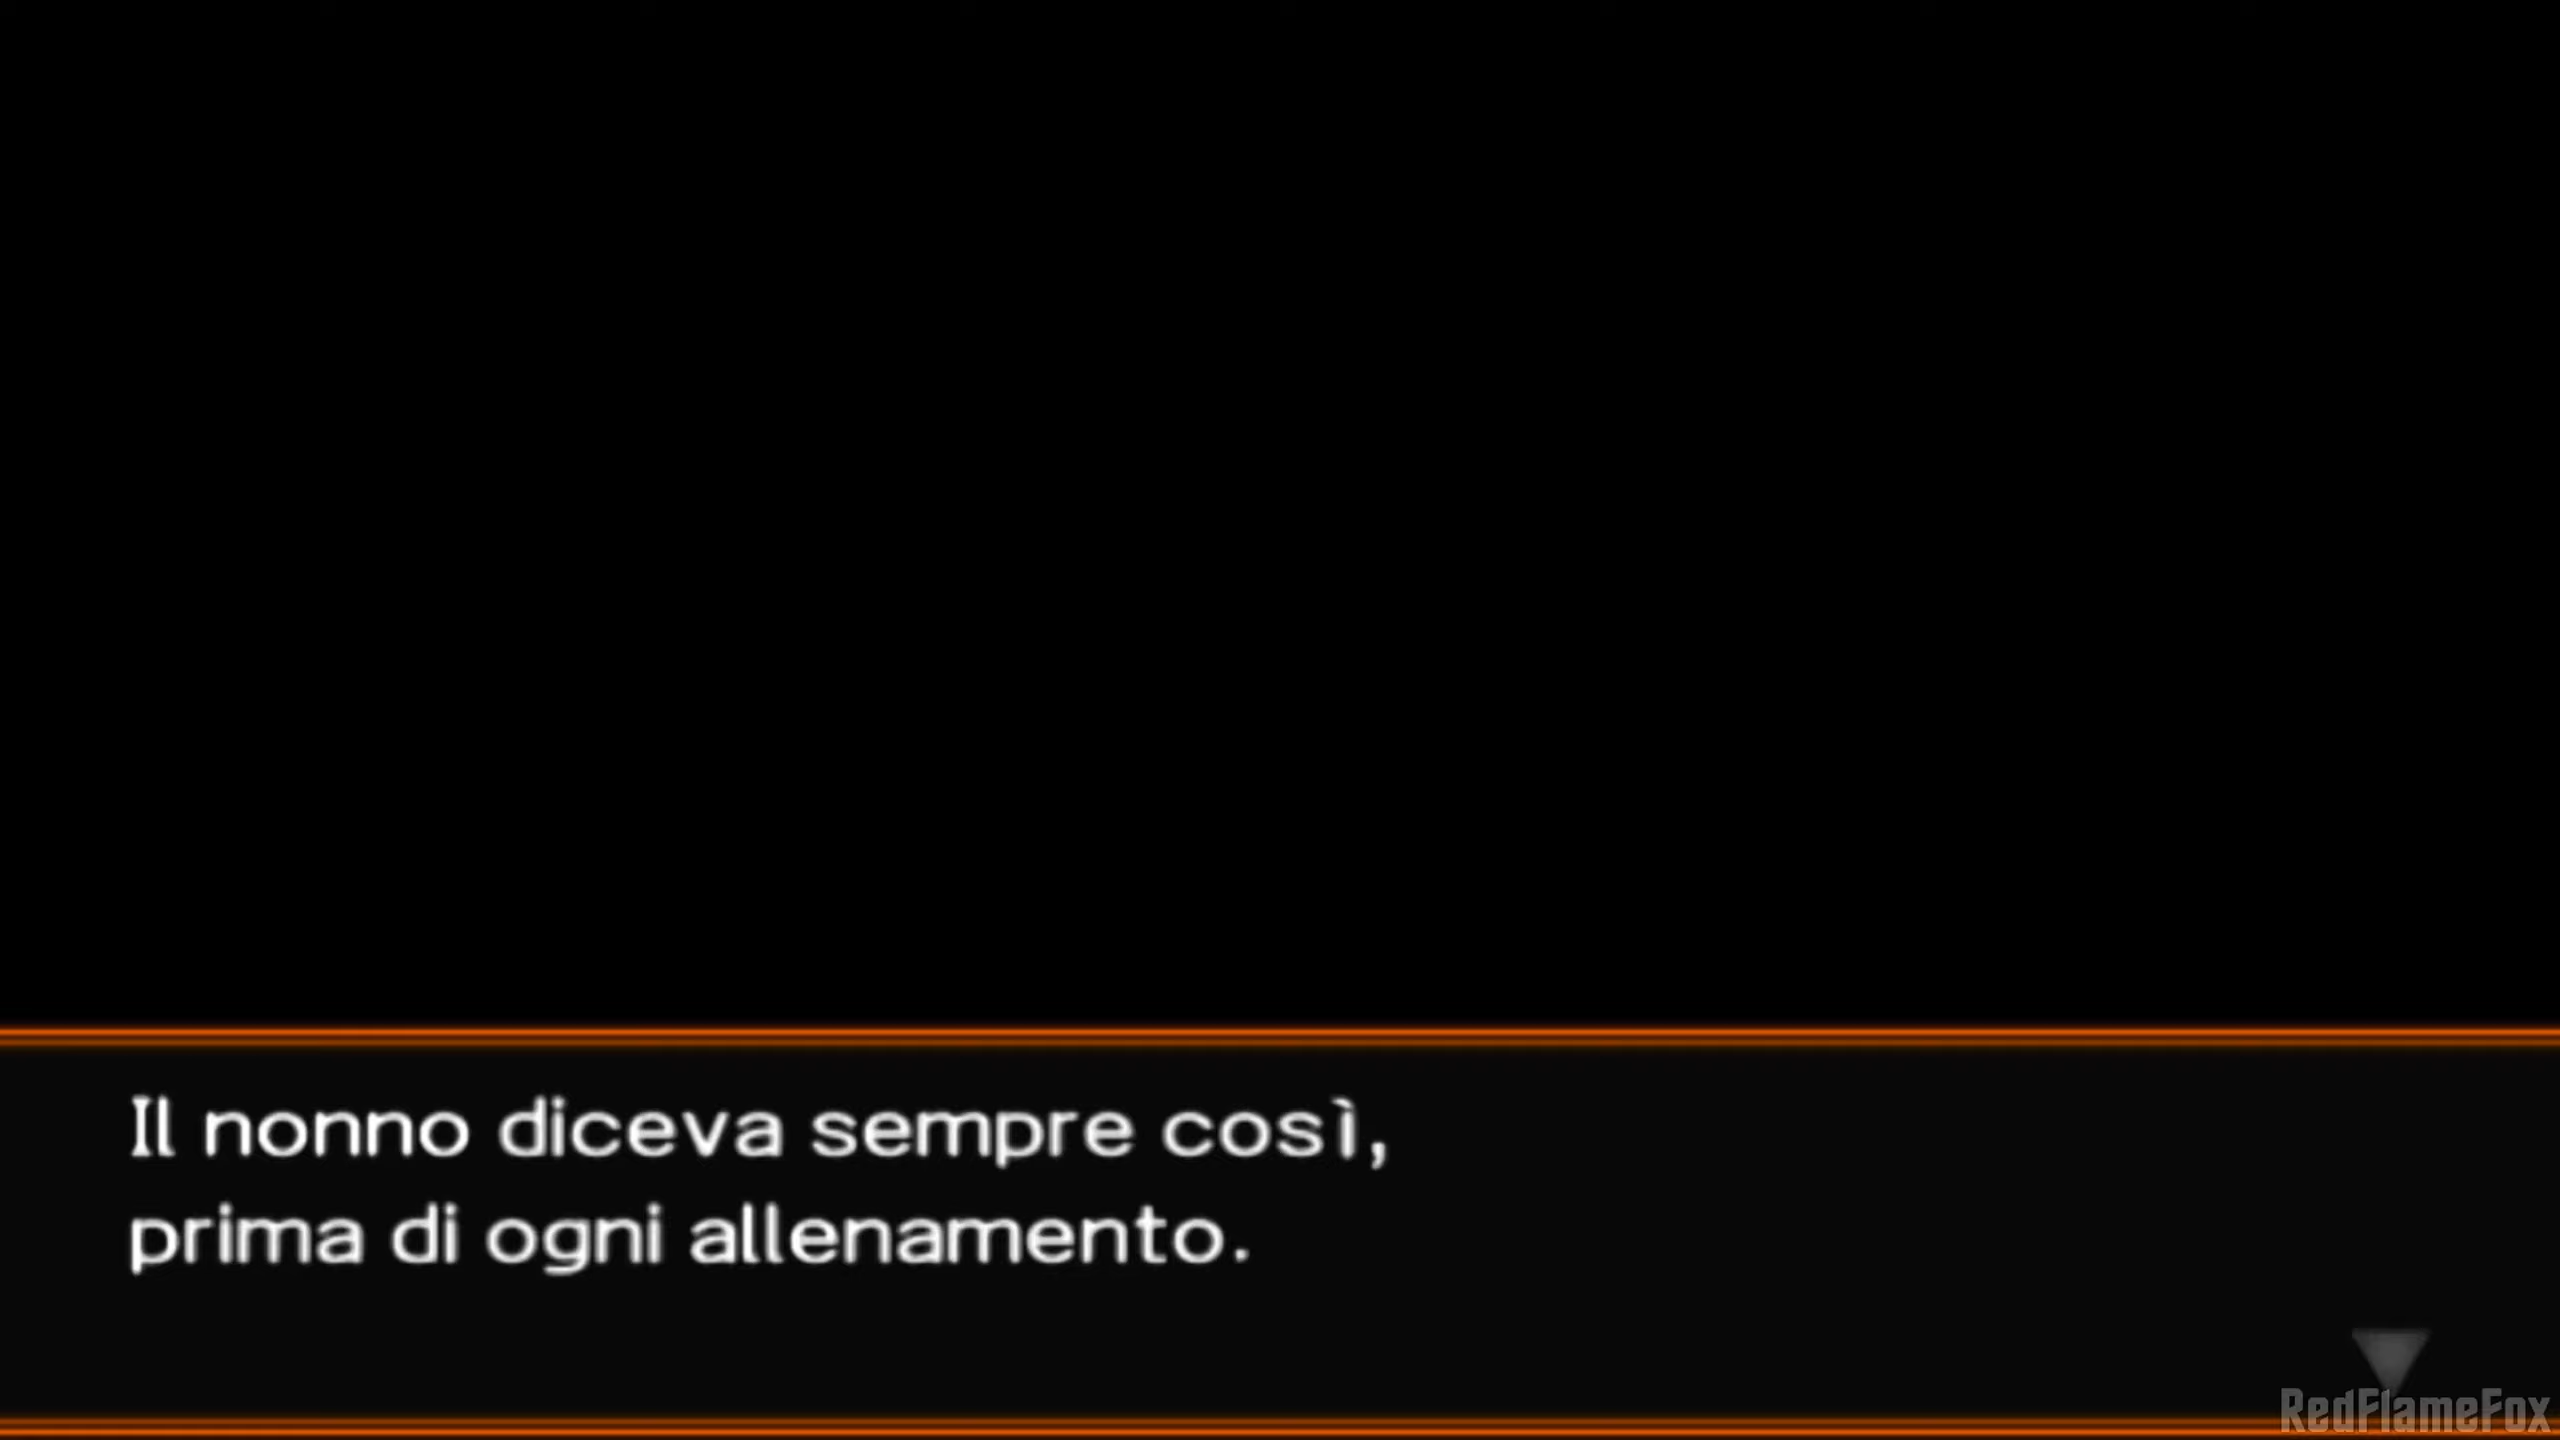 Il nonno diceva sempre così,
prima di ogni allenamento.
RedFlameFox